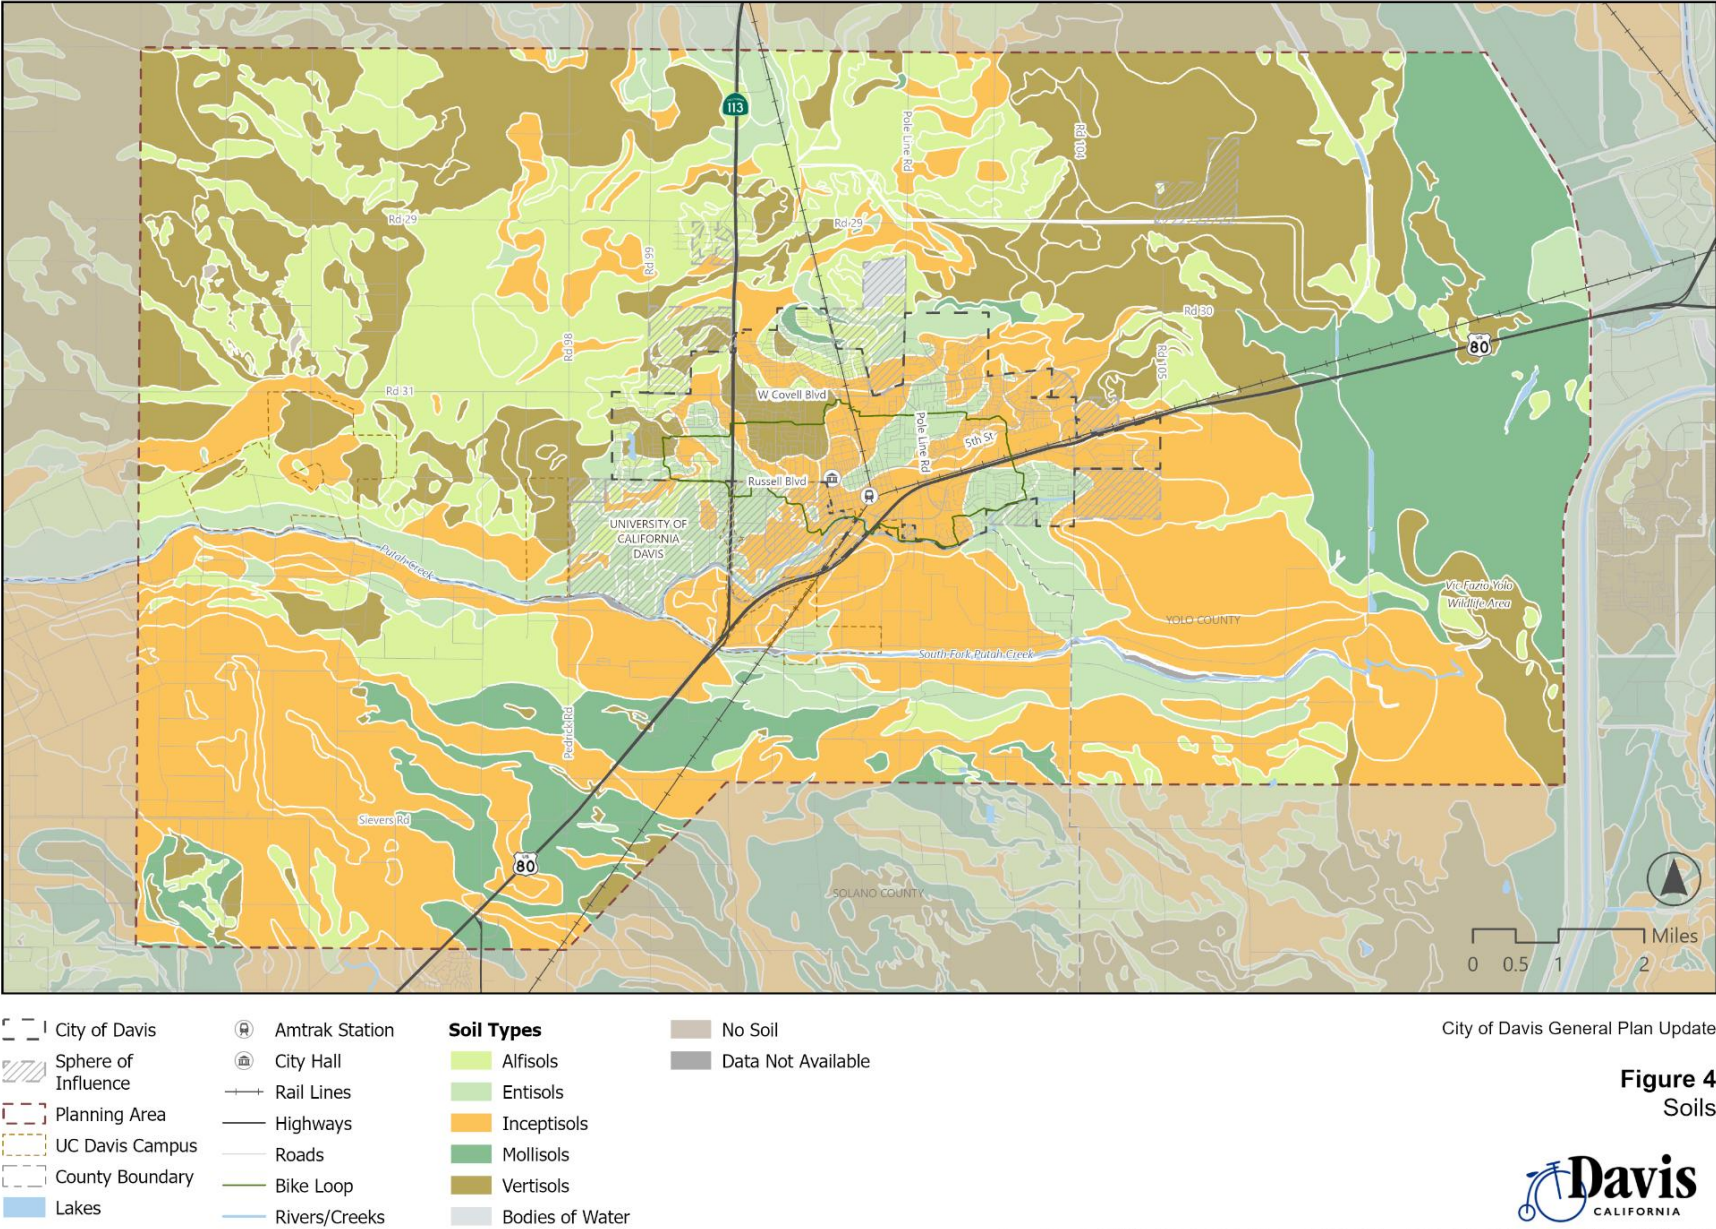 113
Pole Line Rd
Rd 104
Rd 29
Rd 29
Rd 99
Rd 30
Rd 98
Rd 105
US
80
Rd 31
W Covell Blvd
Pole Line Rd
5th St
Russell Blvd
UNIVERSITY OF
CALIFORNIA
DAVIS
Putah Creek
Vic Fazio Yolo
Wildlife Area
YOLO COUNTY
South Fork Putah Creek
Pedrick Rd
Sievers Rd
US
80
SOLANO COUNTY
Miles
0 0.5 1 2
City of Davis
Sphere of
Influence
Planning Area
UC Davis Campus
County Boundary
Lakes
Amtrak Station
City Hall
Rail Lines
Highways
Roads
Bike Loop
Rivers/Creeks
Soil Types
Alfisols
Entisols
Inceptisols
Mollisols
Vertisols
Bodies of Water
No Soil
Data Not Available
City of Davis General Plan Update
Figure 4
Soils
Davis
CALIFORNIA